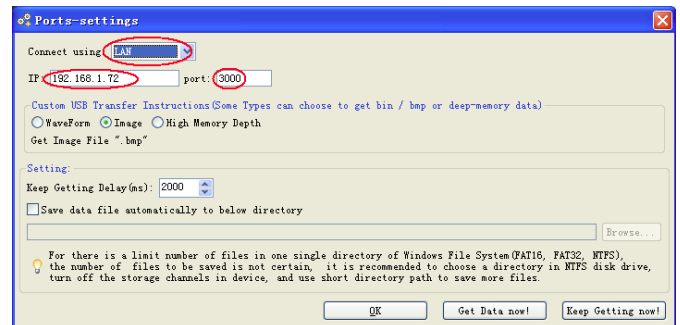 Ports-settings
Connect using: LAN
IP: 192.168.1.72 port: 3000
Custom USB Transfer Instructions(Some Types can choose to get bin / bmp or deep-memory data)
WaveForm Image High Memory Depth
Get Image File ".bmp"
Setting:
Keep Getting Delay(ms): 2000
Save data file automatically to below directory
Browse...
For there is a limit number of files in one single directory of Windows File System(FAT16, FAT32, NTFS),
the number of files to be saved is not certain, it is recommended to choose a directory in NTFS disk drive,
turn off the storage channels in device, and use short directory path to save more files.
OK Get Data now! Keep Getting now!